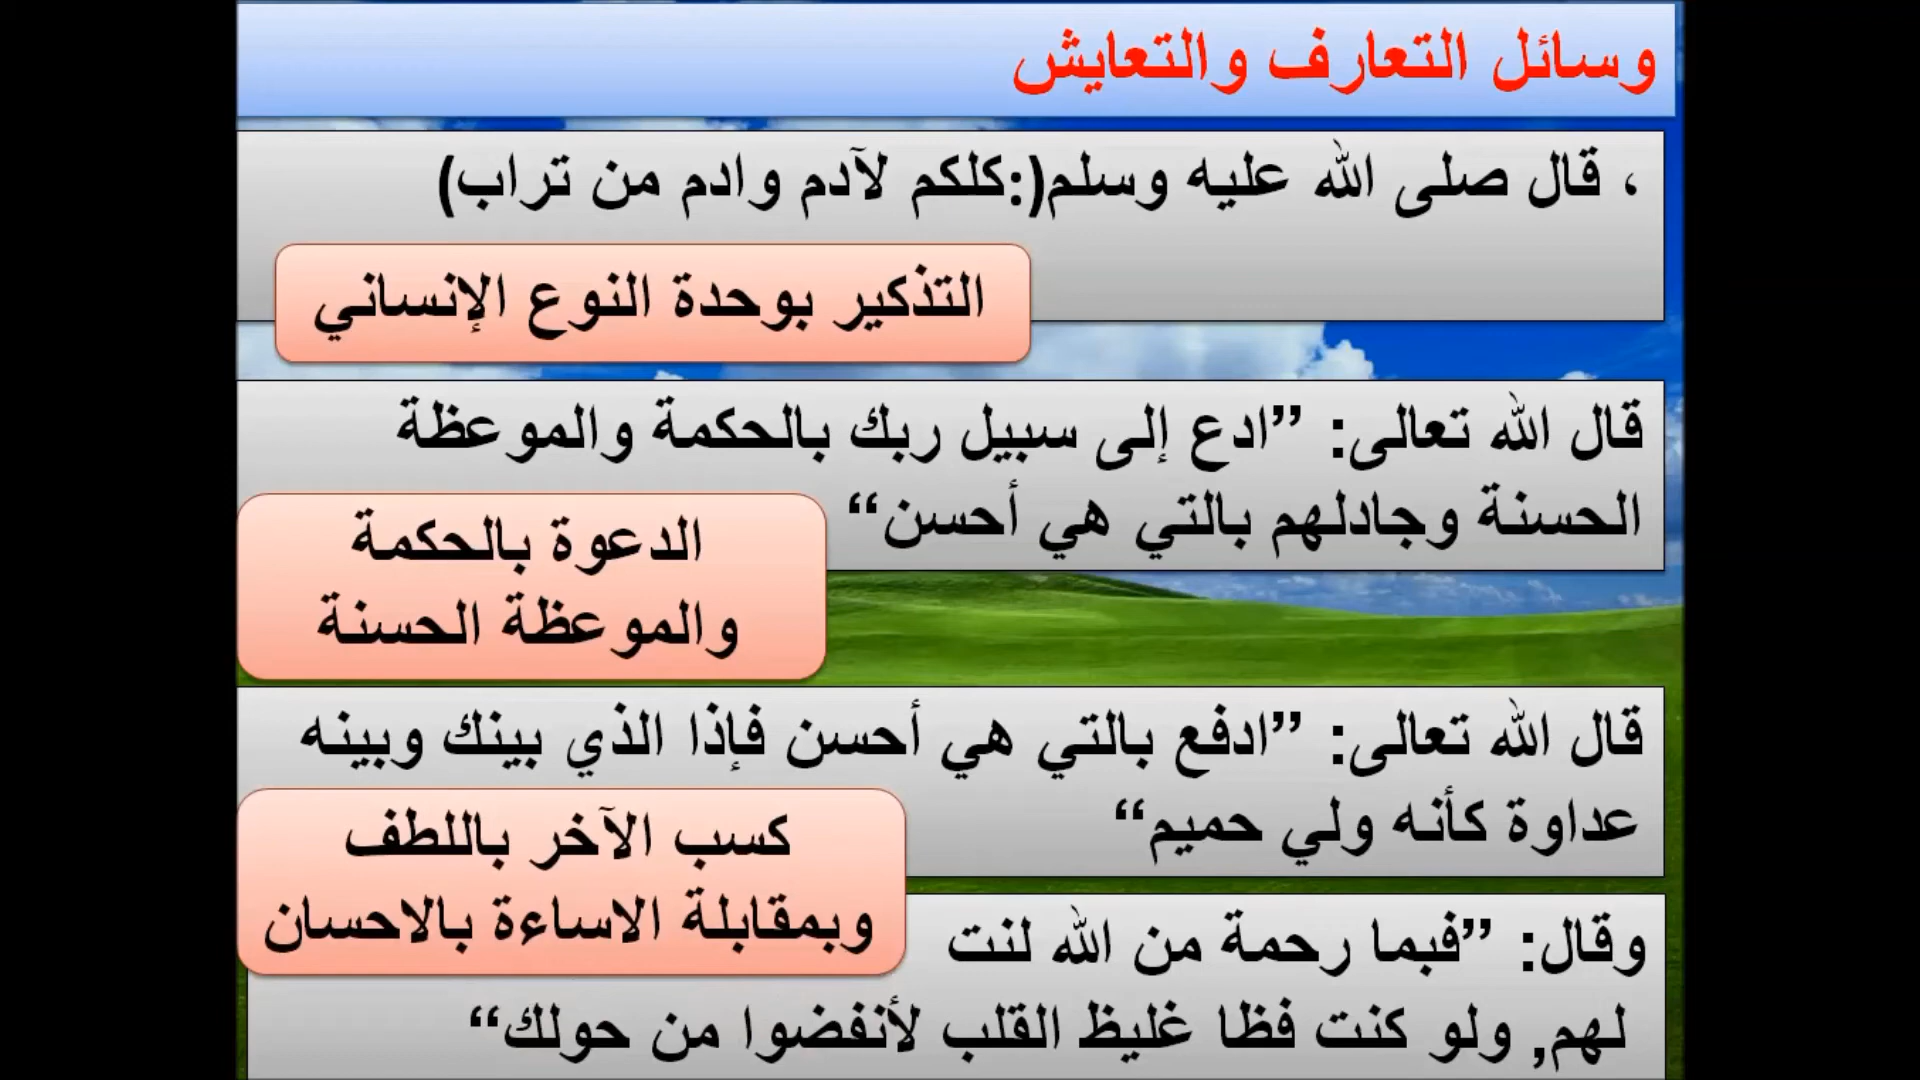 وسائل التعارف والتعايش
، قال صلى الله عليه وسلم(:كلكم لآدم وادم من تراب)
التذكير بوحدة النوع الإنساني
قال الله تعالى: ”ادع إلى سبيل ربك بالحكمة والموعظة
الحسنة وجادلهم بالتي هي أحسن“
الدعوة بالحكمة
والموعظة الحسنة
قال الله تعالى: ”ادفع بالتي هي أحسن فإذا الذي بينك وبينه
عداوة كأنه ولي حميم“
كسب الآخر باللطف
وبمقابلة الاساءة بالاحسان
وقال: ”فبما رحمة من الله لنت
لهم, ولو كنت فظا غليظ القلب لأنفضوا من حولك“